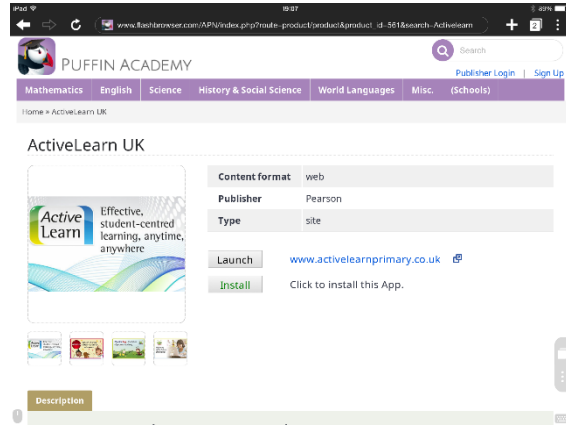 iPad
19:07
89%
www.flashbrowser.com/APN/index.php?route=product/product&product_id=561&search=Activelearn
2
PUFFIN ACADEMY
Search
Publisher Login | Sign Up
Mathematics English Science History & Social Science World Languages Misc. (Schools)
Home » ActiveLearn UK
ActiveLearn UK
Content format web
Publisher Pearson
Type site
Active
Learn
Effective,
student-centred
learning, anytime,
anywhere
Launch www.activelearnprimary.co.uk
Install Click to install this App.
Description